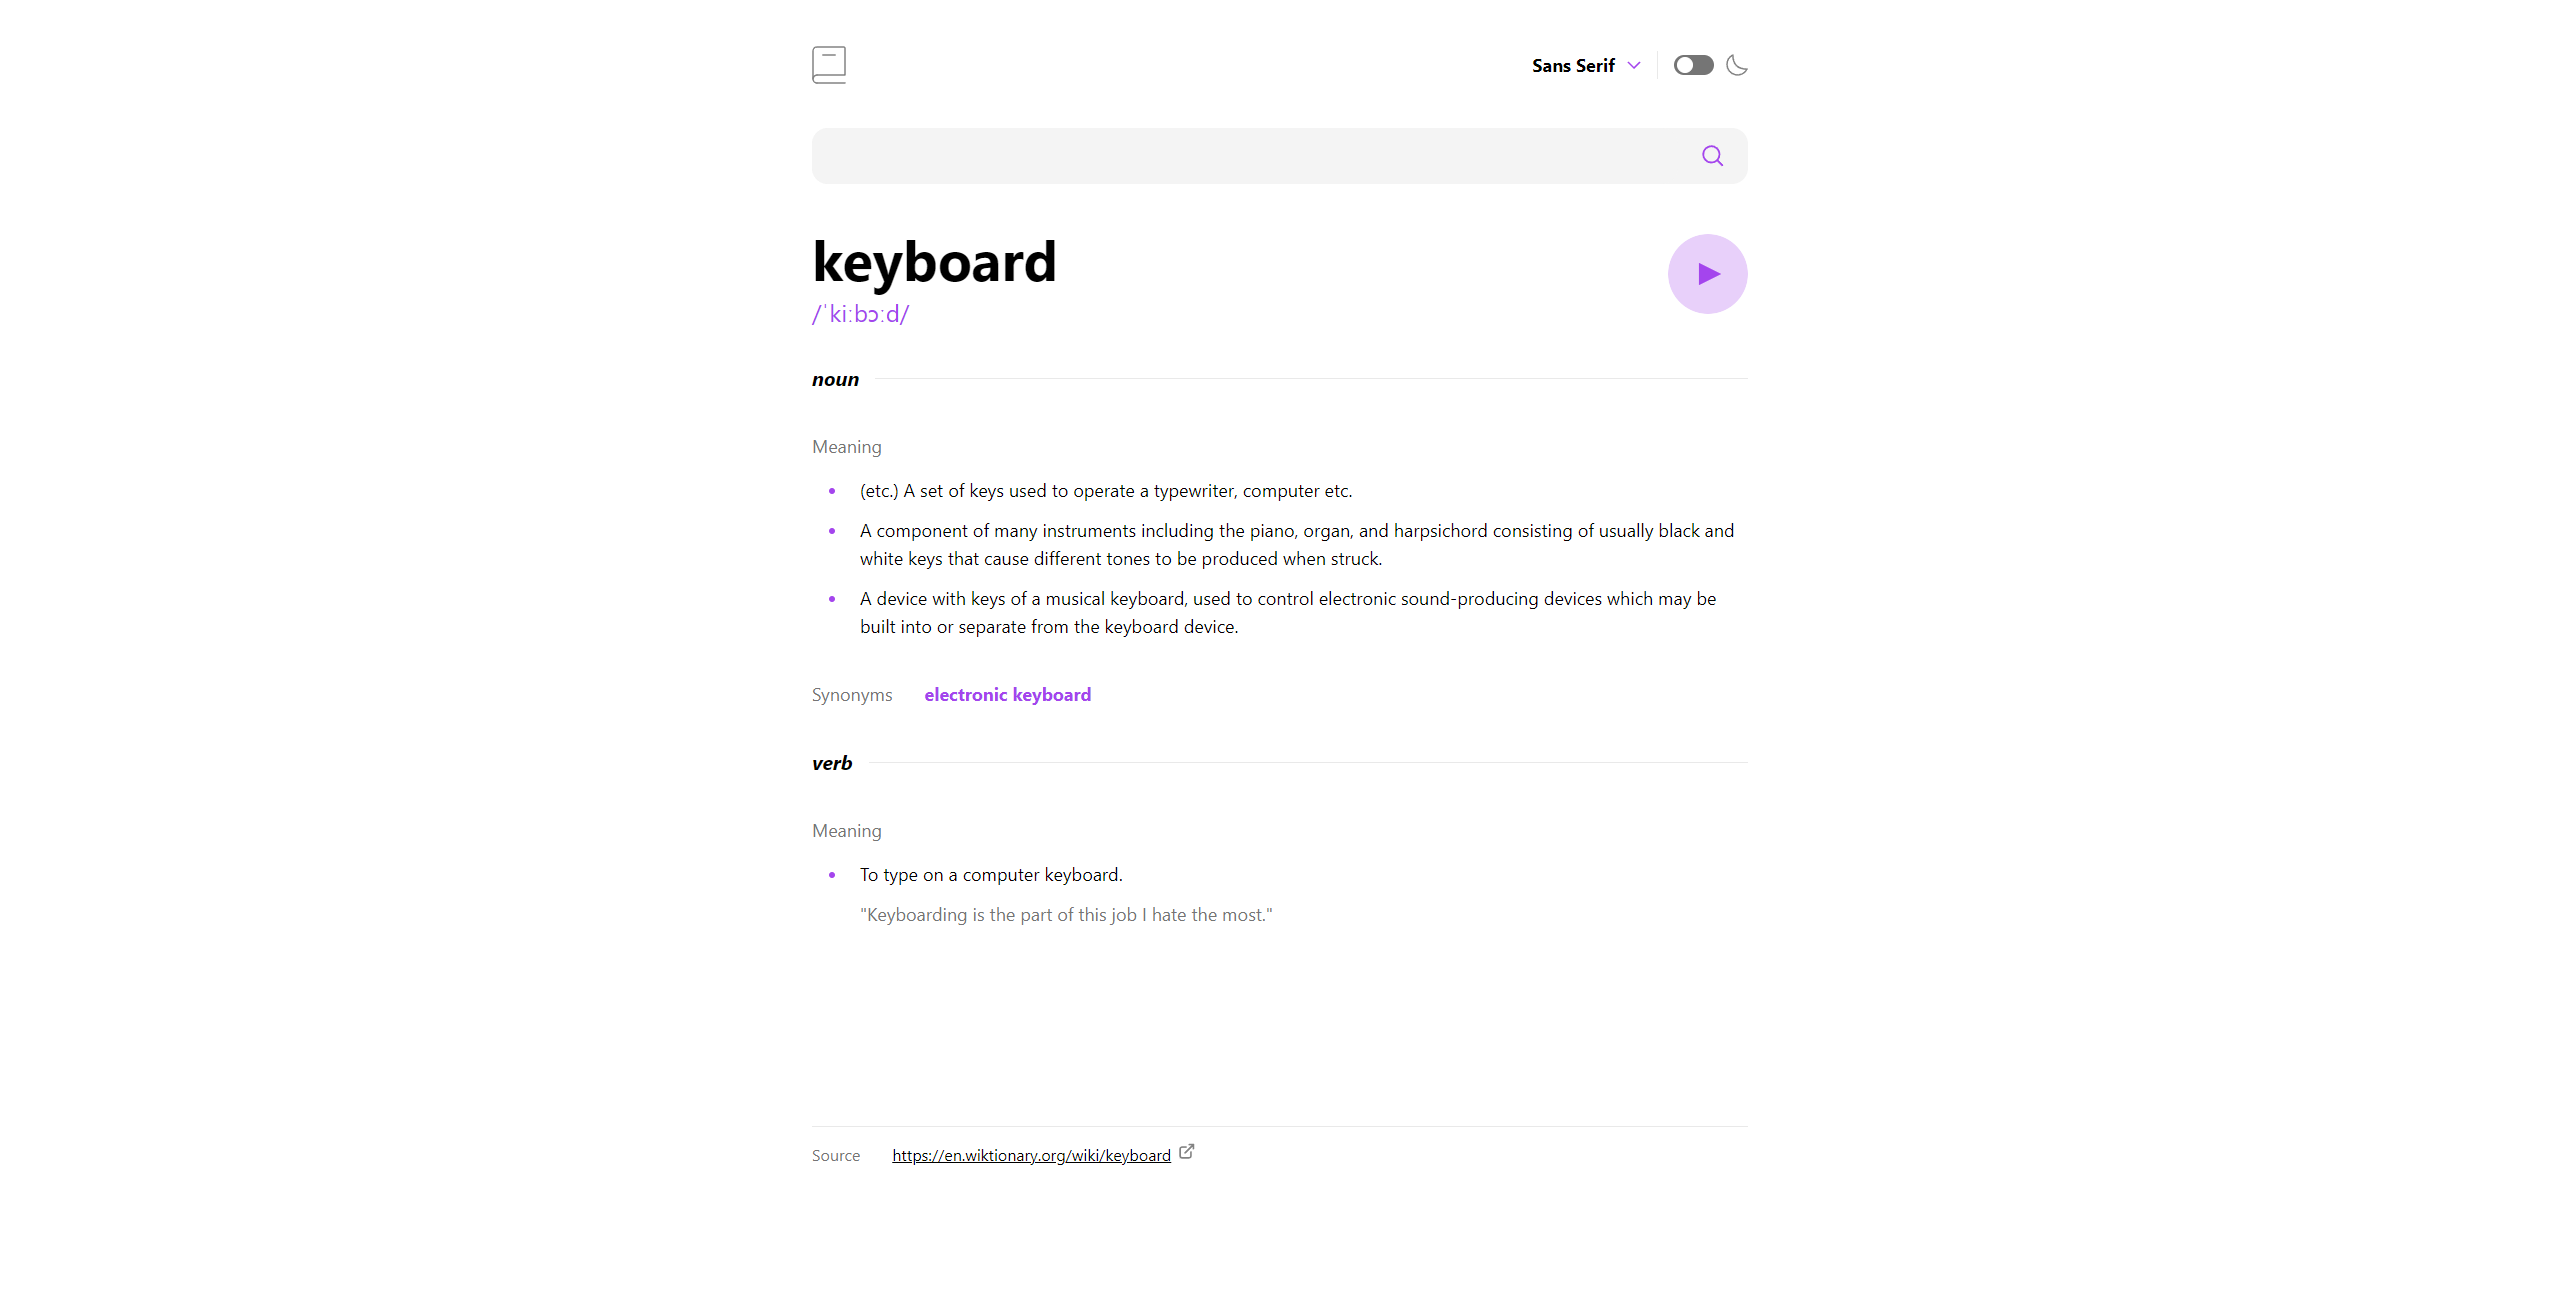 Sans Serif
keyboard
/ˈkiːbɔːd/
noun
Meaning
(etc.) A set of keys used to operate a typewriter, computer etc.
A component of many instruments including the piano, organ, and harpsichord consisting of usually black and
white keys that cause different tones to be produced when struck.
A device with keys of a musical keyboard, used to control electronic sound-producing devices which may be
built into or separate from the keyboard device.
Synonyms electronic keyboard
verb
Meaning
To type on a computer keyboard.
"Keyboarding is the part of this job I hate the most."
Source https://en.wiktionary.org/wiki/keyboard